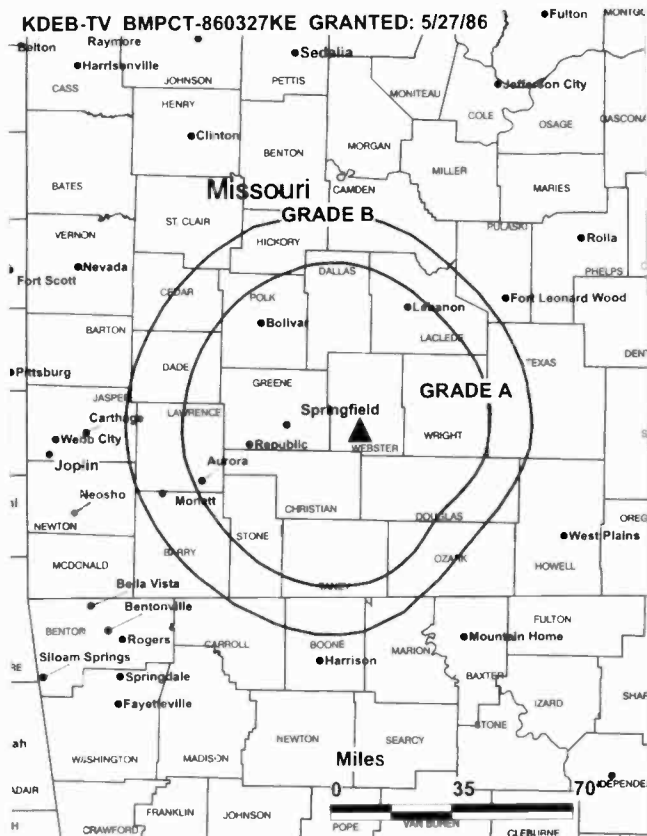 KDEB-TV BMPCT-860327KE GRANTED: 5/27/86
Fulton
Belton
Raymore
Sedalia
Harrisonville
CASS
JOHNSON
PETTIS
MONITEAU
Jefferson City
COLE
OSAGE
HENRY
Clinton
BENTON
MORGAN
MILLER
MARIES
BATES
Missouri
CAMDEN
ST. CLAIR
GRADE B
PULASKI
VERNON
HICKORY
Rolla
Nevada
DALLAS
PHELPS
Fort Scott
CEDAR
POLK
Lebanon
Fort Leonard Wood
Bolivar
BARTON
LACLEDE
TEXAS
Pittsburg
DADE
GREENE
GRADE A
JASPER
LAWRENCE
Springfield
Carthage
Webb City
Republic
WEBSTER
WRIGHT
Jop-in
Aurora
Neosho
Monett
CHRISTIAN
DOUGLAS
NEWTON
STONE
West Plains
BARRY
OZARK
HOWELL
MCDONALD
TANEY
Bella Vista
Bentonville
FULTON
BENTON
Rogers
CARROLL
BOONE
MARION
Mountain Home
Siloam Springs
Harrison
BAXTER
Springdale
Fayetteville
IZARD
STONE
NEWTON
SEARCY
WASHINGTON
MADISON
Miles
0 35 70
FRANKLIN
JOHNSON
POPE
VAN BUREN
CRAWFORD
CLEBURNE